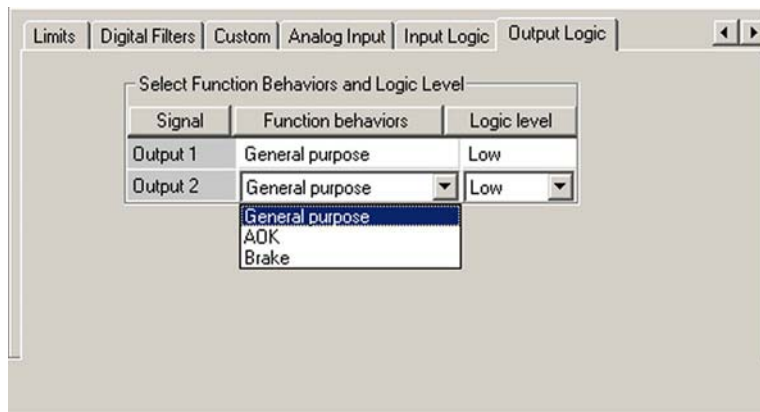 Limits Digital Filters Custom Analog Input Input Logic Output Logic
Select Function Behaviors and Logic Level
Signal Function behaviors Logic level
Output 1 General purpose Low
Output 2 General purpose Low
General purpose
AOK
Brake